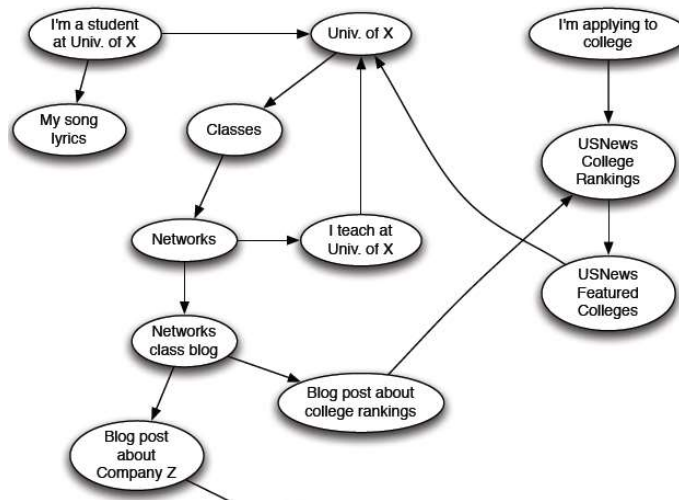 I'm a student
at Univ. of X
Univ. of X
I'm applying to
college
My song
lyrics
Classes
USNews
College
Rankings
Networks
I teach at
Univ. of X
USNews
Featured
Colleges
Networks
class blog
Blog post about
college rankings
Blog post
about
Company Z